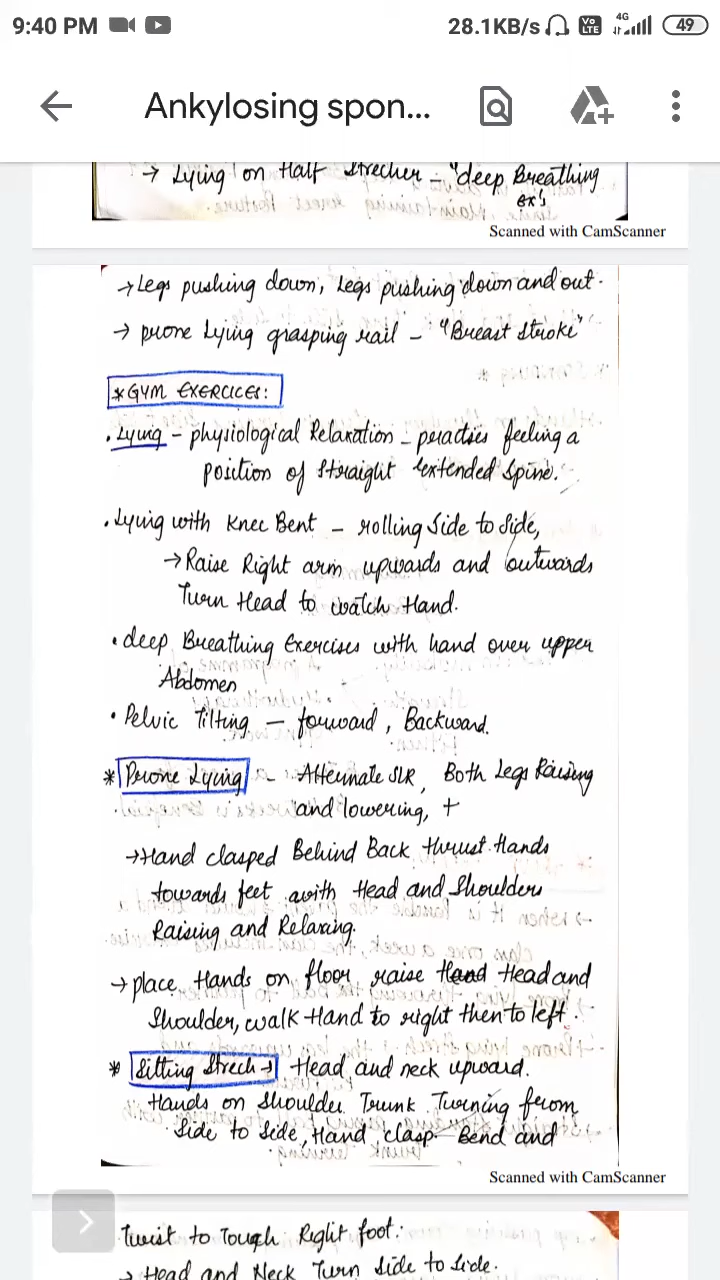 9:40 PM
28.1KB/s Vo LTE 4G 49
Ankylosing spon...
→ Lying on Half Strecher - "deep Breathing
ex's
Scanned with CamScanner
→ Legs pushing down, Legs pushing down and out.
→ prone Lying grasping rail - "Breast Stroke"
* GYM EXERCICES:
• Lying - physiological Relaxation - practies feeling a
position of straight extended Spine.
• Lying with Knee Bent - rolling Side to Side,
→ Raise Right arm upwards and outwards
Turn Head to watch Hand.
• deep Breathing Exercises with hand over upper
Abdomen
• Pelvic Tilting - forward, Backward.
* Prone Lying - Alternate SLR, Both Legs Raising
and lowering, +
→ Hand clasped Behind Back thrust Hands
towards feet with Head and Shoulders
Raising and Relaxing.
→ place Hands on floor raise Head and
Shoulder, walk Hand to right then to left.
* Sitting Strech → Head and neck upward.
Hands on Shoulder Trunk Turning from
Side to Side, Hand clasp Bend and
Scanned with CamScanner
Twist to Tough Right foot.
→ Head and Neck Turn Side to Side.